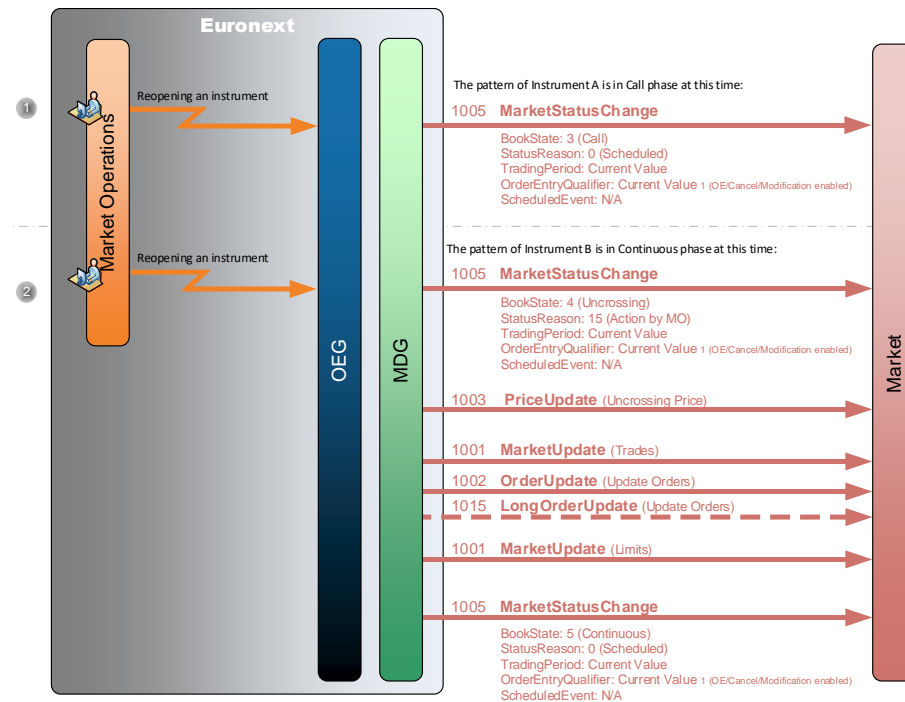 Euronext
The pattern of Instrument A is in Call phase at this time:
1
Reopening an instrument
1005 MarketStatusChange
BookState: 3 (Call)
StatusReason: 0 (Scheduled)
TradingPeriod: Current Value
OrderEntryQualifier: Current Value 1 (OE/Cancel/Modification enabled)
ScheduledEvent: N/A
Market Operations
The pattern of Instrument B is in Continuous phase at this time:
2
Reopening an instrument
1005 MarketStatusChange
BookState: 4 (Uncrossing)
StatusReason: 15 (Action by MO)
TradingPeriod: Current Value
OrderEntryQualifier: Current Value 1 (OE/Cancel/Modification enabled)
ScheduledEvent: N/A
OEG
MDG
Market
1003 PriceUpdate (Uncrossing Price)
1001 MarketUpdate (Trades)
1002 OrderUpdate (Update Orders)
1015 LongOrderUpdate (Update Orders)
1001 MarketUpdate (Limits)
1005 MarketStatusChange
BookState: 5 (Continuous)
StatusReason: 0 (Scheduled)
TradingPeriod: Current Value
OrderEntryQualifier: Current Value 1 (OE/Cancel/Modification enabled)
ScheduledEvent: N/A